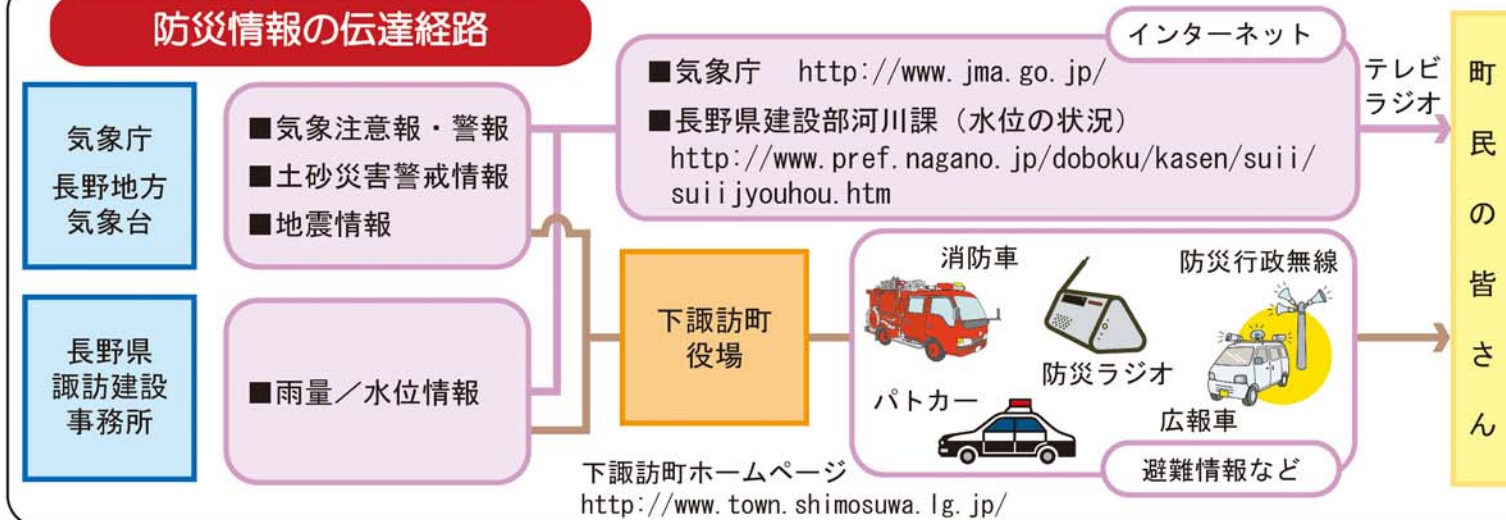 防災情報の伝達経路
気象庁
長野地方
気象台
■気象注意報・警報
■土砂災害警戒情報
■地震情報
長野県
諏訪建設
事務所
■雨量／水位情報
インターネット
■気象庁 http://www.jma.go.jp/
■長野県建設部河川課（水位の状況）
http://www.pref.nagano.jp/doboku/kasen/suii/
suiijyouhou.htm
テレビ
ラジオ
下諏訪町
役場
消防車
防災行政無線
防災ラジオ
パトカー
広報車
避難情報など
下諏訪町ホームページ
http://www.town.shimosuwa.lg.jp/
町民の皆さん